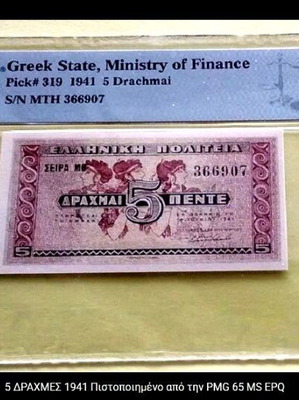 Greek State, Ministry of Finance
Pick# 319 1941 5 Drachmai
S/N MTH 366907
ΕΛΛΗΝΙΚΗ ΠΟΛΙΤΕΙΑ
ΣΕΙΡΑ
366907
ΔΡΑΧΜΑΙ 5 ΠΕΝΤΕ
5 5
5 ΔΡΑΧΜΕΣ 1941 Πιστοποιημένο από την PMG 65 MS EPQ